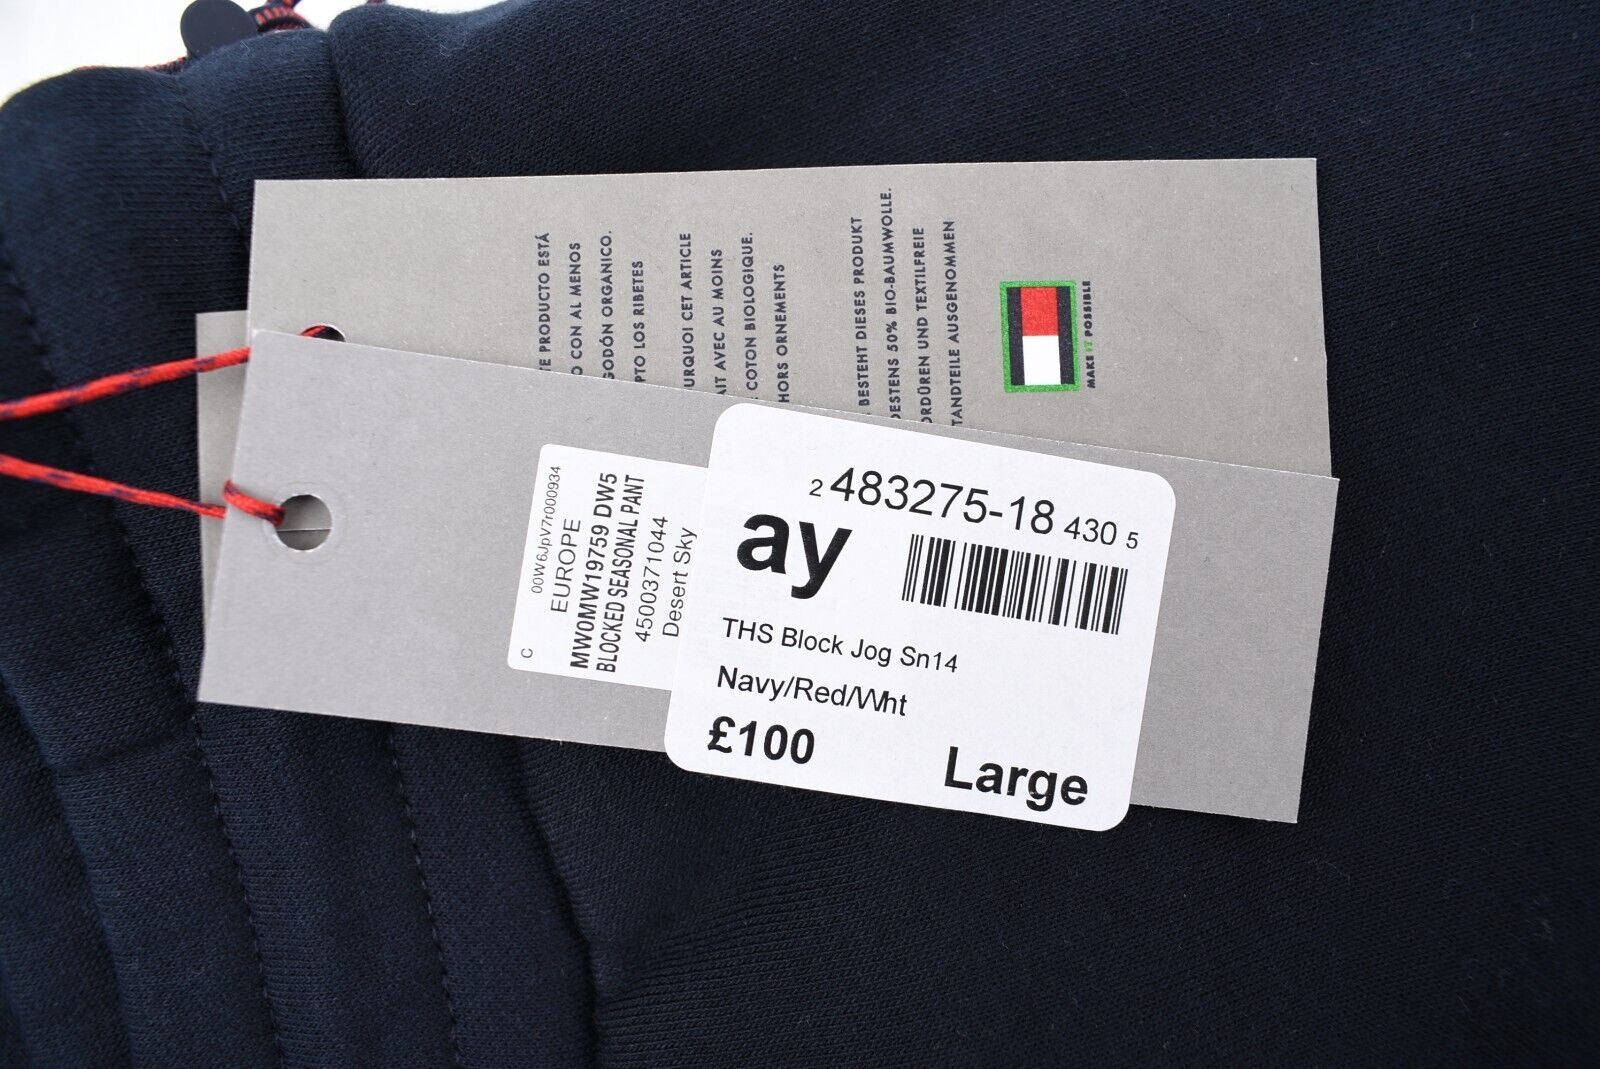 E PRODUCTO ESTÁ
O CON AL MENOS
GODÓN ORGANICO.
PTO LOS RIBETES
URQUOI CET ARTICLE
AIT AVEC AU MOINS
COTON BIOLOGIQUE.
HORS ORNEMENTS
BESTEHT DIESES PRODUKT
DESTENS 50% BIO-BAUMWOLLE.
ORDÜREN UND TEXTILFREIE
TANDTEILE AUSGENOMMEN
MAKE IT POSSIBLE
C 00W6JpV7r000934
EUROPE
MW0MW19759 DW5
BLOCKED SEASONAL PANT
4500371044
Desert Sky
2 483275-18 430 5
ay
THS Block Jog Sn14
Navy/Red/Wht
£100 Large